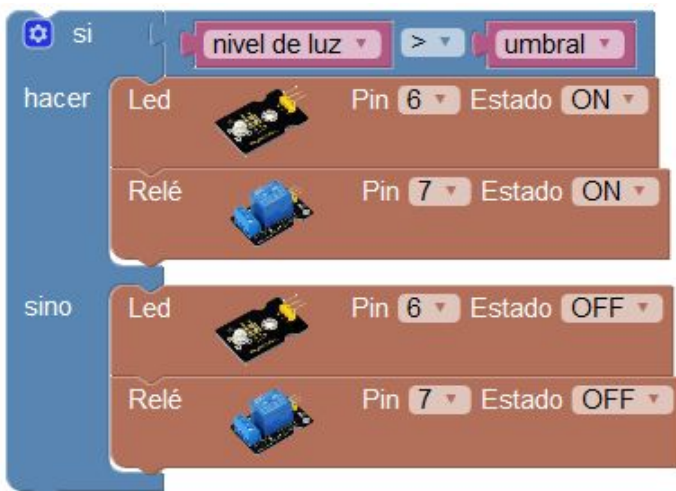 si nivel de luz > umbral
hacer Led Pin 6 Estado ON
Relé Pin 7 Estado ON
sino Led Pin 6 Estado OFF
Relé Pin 7 Estado OFF